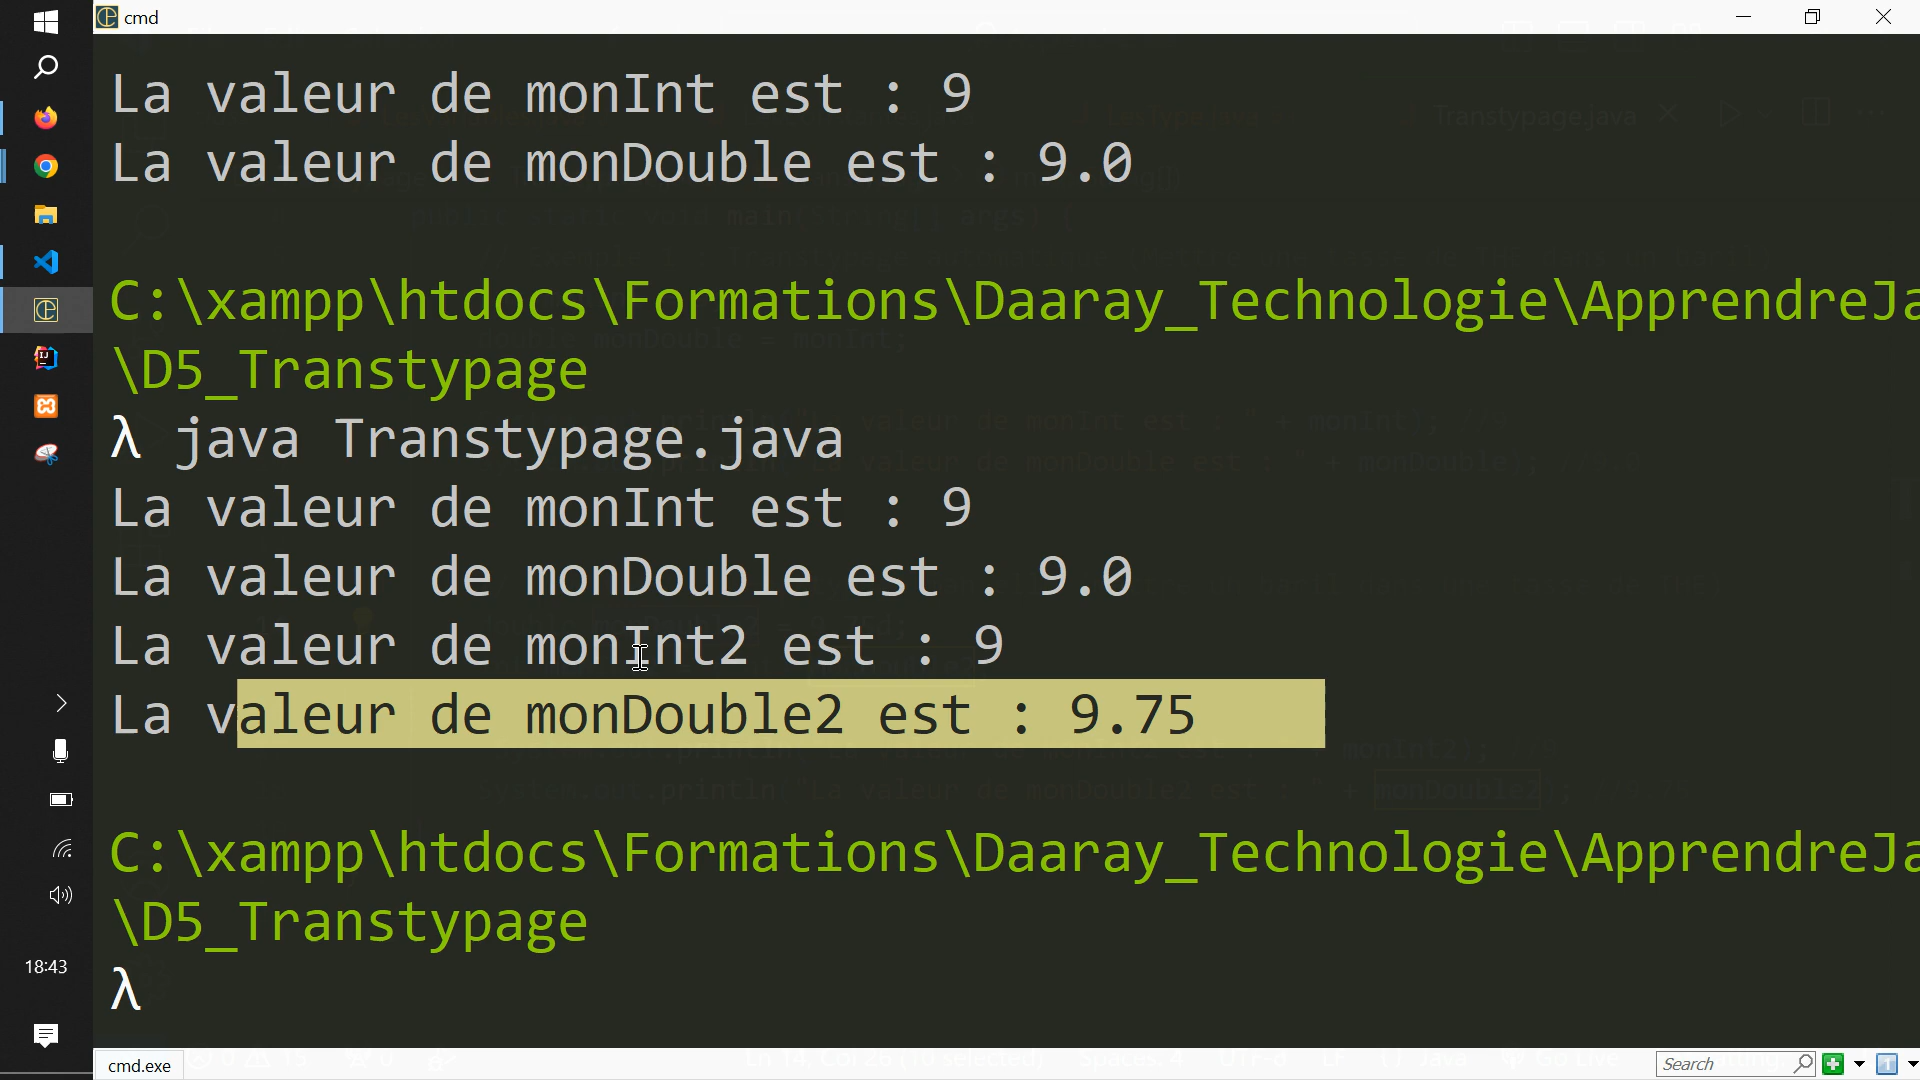 cmd
La valeur de monInt est : 9
La valeur de monDouble est : 9.0
C:\xampp\htdocs\Formations\Daaray_Technologie\ApprendreJa
\D5_Transtypage
λ java Transtypage.java
La valeur de monInt est : 9
La valeur de monDouble est : 9.0
La valeur de monInt2 est : 9
La valeur de monDouble2 est : 9.75
C:\xampp\htdocs\Formations\Daaray_Technologie\ApprendreJa
\D5_Transtypage
λ
18:43
cmd.exe
Search